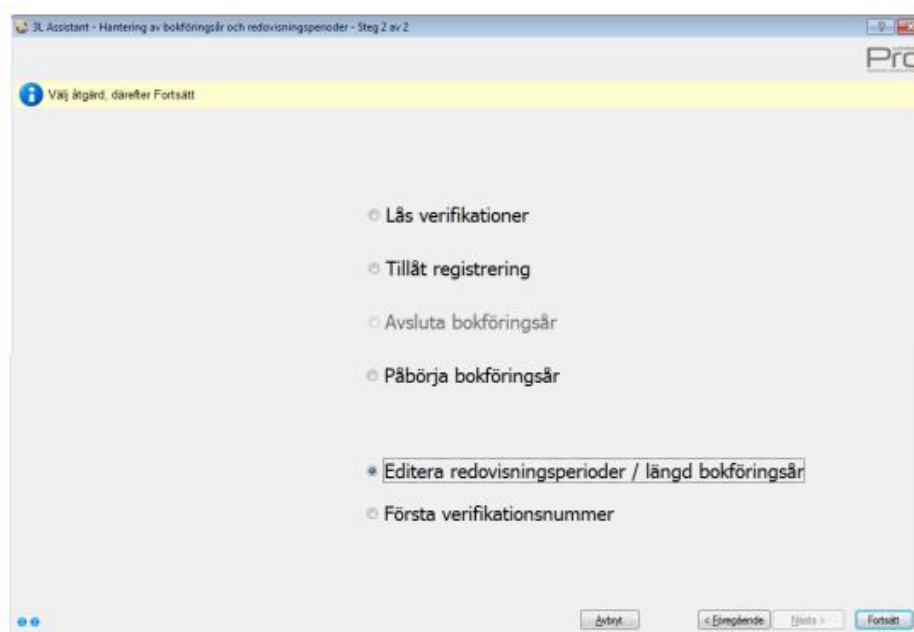 3L Assistant - Hantering av bokföringsår och redovisningsperioder - Steg 2 av 2
Pro
Välj åtgärd, därefter Fortsätt
Lås verifikationer
Tillåt registrering
Avsluta bokföringsår
Påbörja bokföringsår
Editera redovisningsperioder / längd bokföringsår
Första verifikationsnummer
Avbryt
< Föregående
Nästa >
Fortsätt